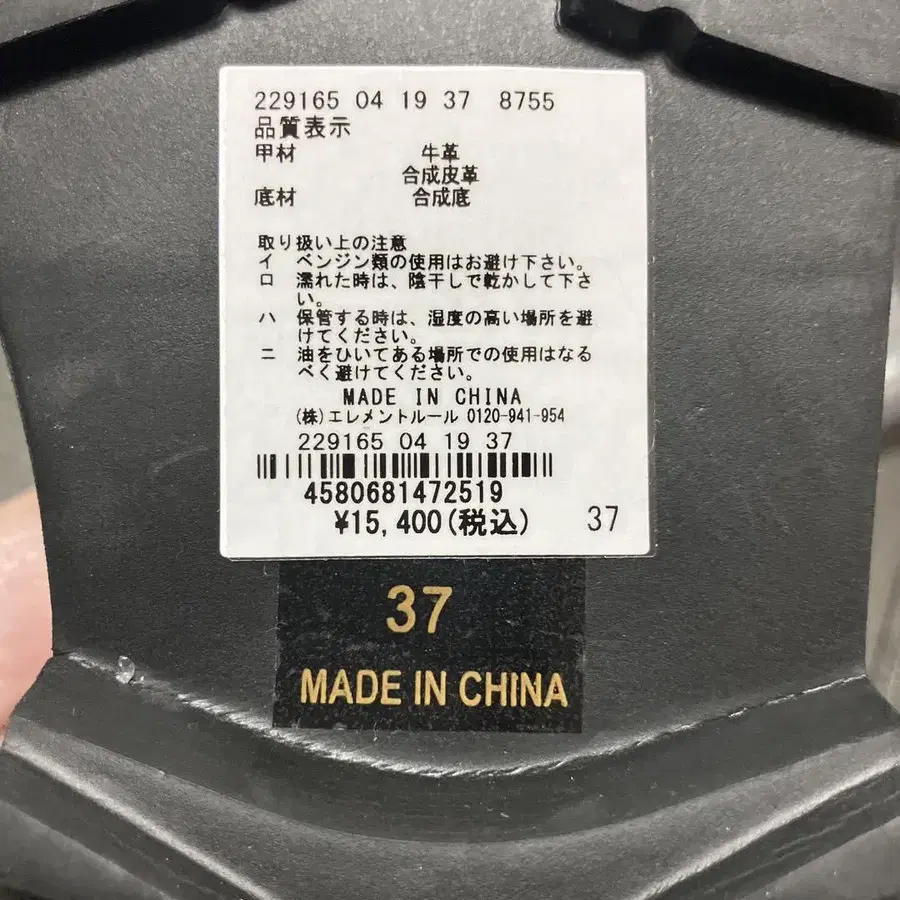 229165 04 19 37 8755
品質表示
甲材 牛革
合成皮革
底材 合成底
取り扱い上の注意
イ ベンジン類の使用はお避け下さい。
ロ 濡れた時は、陰干しで乾かして下さ
い。
ハ 保管する時は、湿度の高い場所を避
けてください。
ニ 油をひいてある場所での使用はなる
べく避けてください。
MADE IN CHINA
(株)エレメントルール 0120-941-954
229165 04 19 37
4580681472519
¥15,400(税込) 37
37
MADE IN CHINA